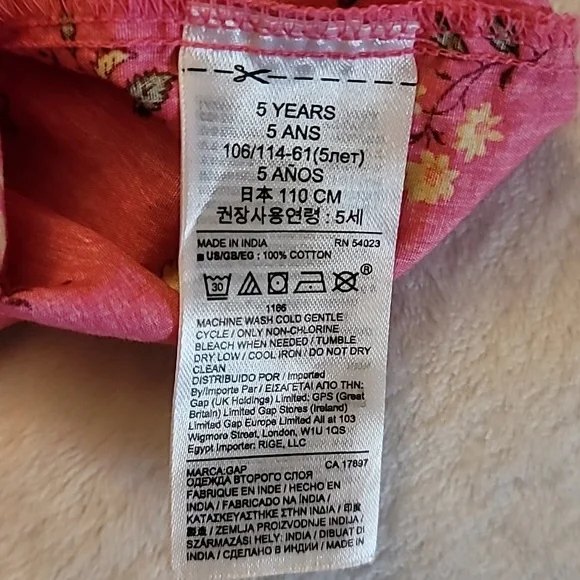 5 YEARS
5 ANS
106/114-61(5лет)
5 AÑOS
日本 110 CM
권장사용연령 : 5세
MADE IN INDIA RN 54023
■ US/GB/EG : 100% COTTON
30 ®
1186
MACHINE WASH COLD GENTLE
CYCLE / ONLY NON-CHLORINE
BLEACH WHEN NEEDED / TUMBLE
DRY LOW / COOL IRON / DO NOT DRY
CLEAN
DISTRIBUIDO POR / Imported
By/Importe Par / ΕΙΣΑΓΕΤΑΙ ΑΠΟ ΤΗΝ:
Gap (UK Holdings) Limited; GPS (Great
Britain) Limited Gap Stores (Ireland)
Limited Gap Europe Limited All at 103
Wigmore Street, London, W1U 1QS
Egypt Importer: RIGE, LLC
MARCA:GAP CA 17897
ОДЕЖДА ВТОРОГО СЛОЯ
FABRIQUE EN INDE / HECHO EN
INDIA / FABRICADO NA ÍNDIA /
ΚΑΤΑΣΚΕΥΑΣΤΗΚΕ ΣΤΗΝ ΙΝΔΙΑ / 印度
製造 / ZEMLJA PROIZVODNJE INDIJA /
SZÁRMAZÁSI HELY: INDIA / DIBUAT DI
INDIA / СДЕЛАНО В ИНДИИ / MADE IN